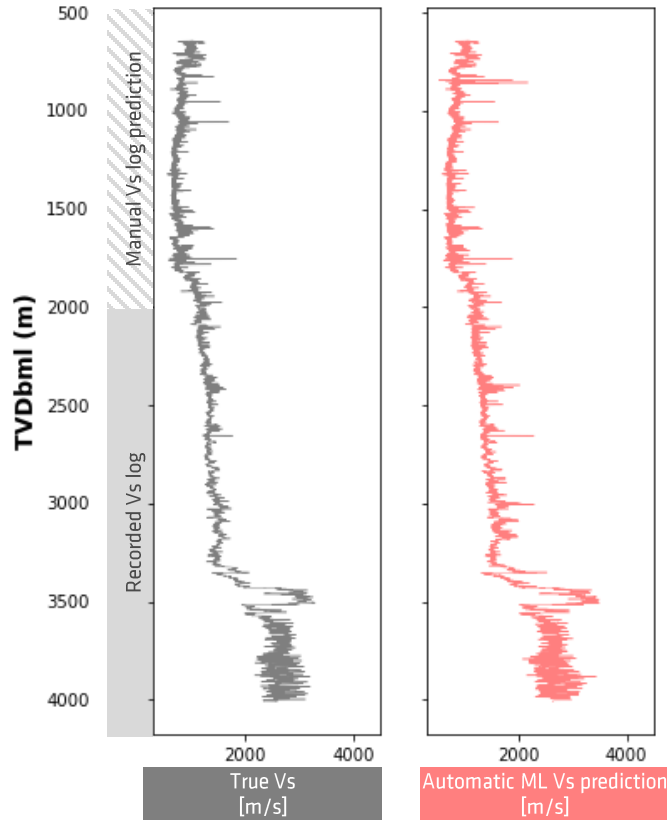 500
1000
1500
2000
2500
3000
3500
4000
TVDbml (m)
Manual Vs log prediction
Recorded Vs log
2000 4000
2000 4000
True Vs
[m/s]
Automatic ML Vs prediction
[m/s]